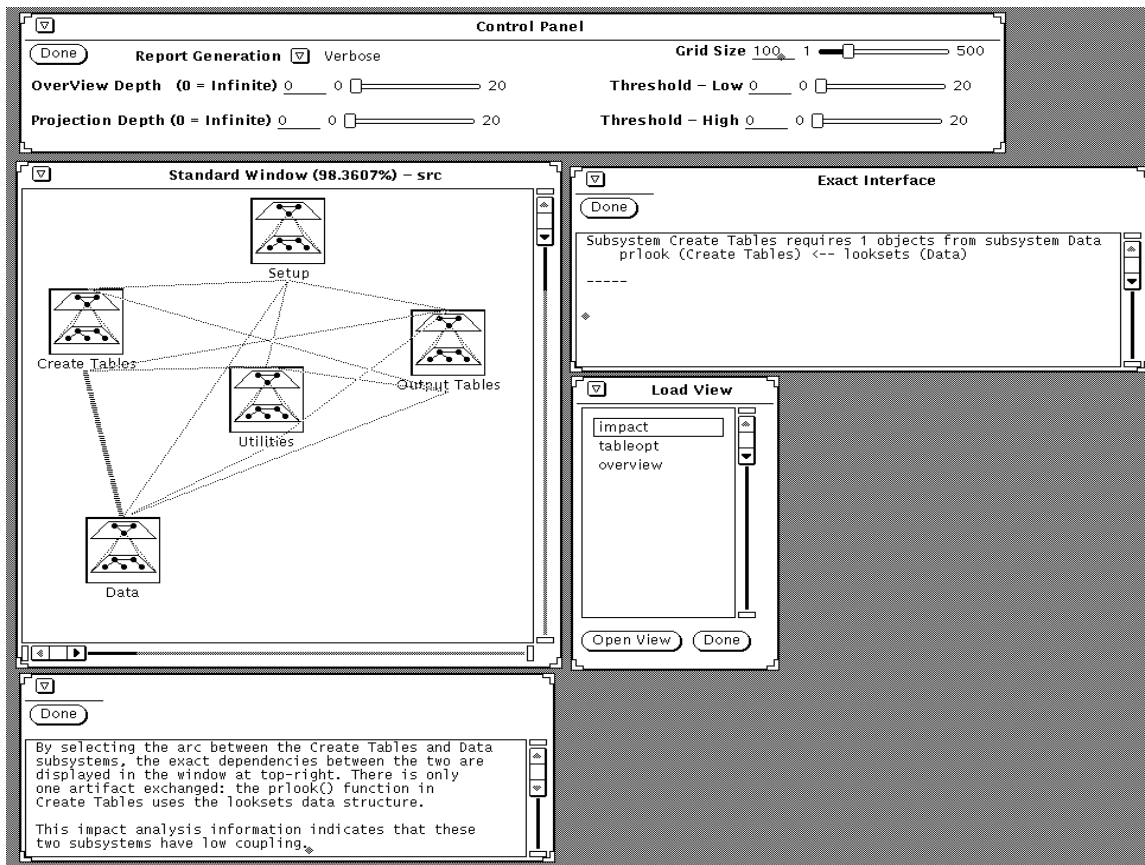 Control Panel
Done
Report Generation Verbose
Grid Size 100 1 500
OverView Depth (0 = Infinite) 0 0 20
Threshold - Low 0 0 20
Projection Depth (0 = Infinite) 0 0 20
Threshold - High 0 0 20
Standard Window (98.3607%) - src
Setup
Create Tables
Output Tables
Utilities
Data
Exact Interface
Done
Subsystem Create Tables requires 1 objects from subsystem Data
prlook (Create Tables) <-- looksets (Data)
-----
Load View
impact
tableopt
overview
Open View Done
Done
By selecting the arc between the Create Tables and Data
subsystems, the exact dependencies between the two are
displayed in the window at top-right. There is only
one artifact exchanged: the prlook() function in
Create Tables uses the looksets data structure.
This impact analysis information indicates that these
two subsystems have low coupling.